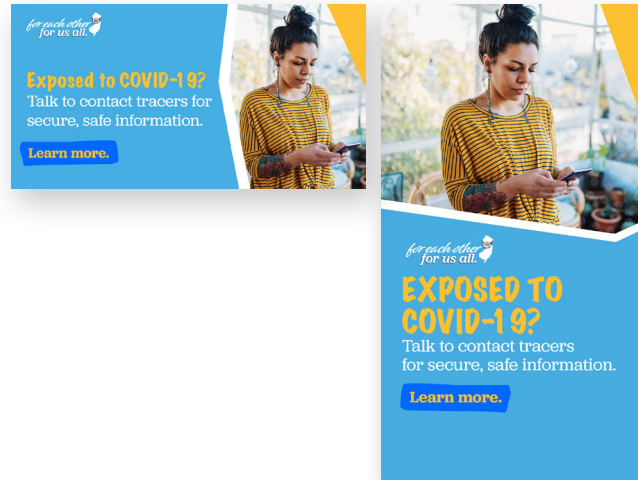 for each other
for us all.
Exposed to COVID-19?
Talk to contact tracers for
secure, safe information.
Learn more.
for each other
for us all.
EXPOSED TO
COVID-19?
Talk to contact tracers
for secure, safe information.
Learn more.